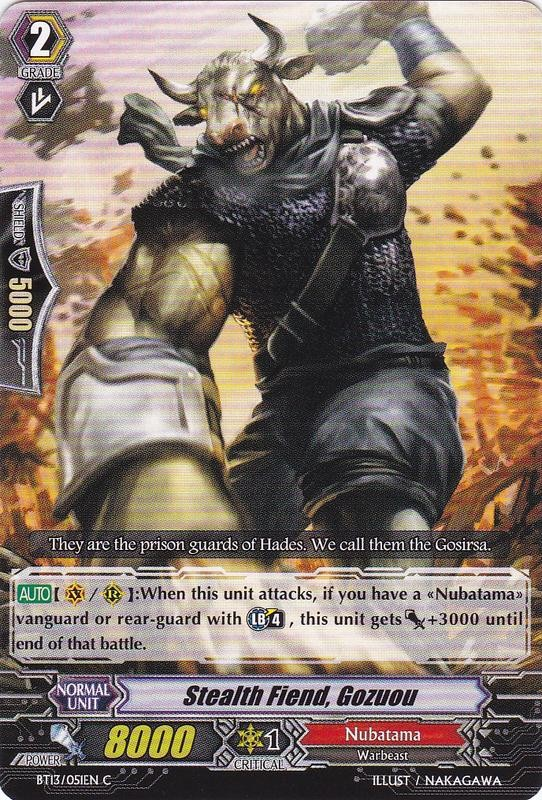 2
GRADE
SHIELD
5000
They are the prison guards of Hades. We call them the Gosirsa.
AUTO【 V / R 】:When this unit attacks, if you have a «Nubatama»
vanguard or rear-guard with LB4 , this unit gets +3000 until
end of that battle.
NORMAL
UNIT
Stealth Fiend, Gozuou
POWER
8000
1
CRITICAL
Nubatama
Warbeast
BT13/051EN C
ILLUST / NAKAGAWA